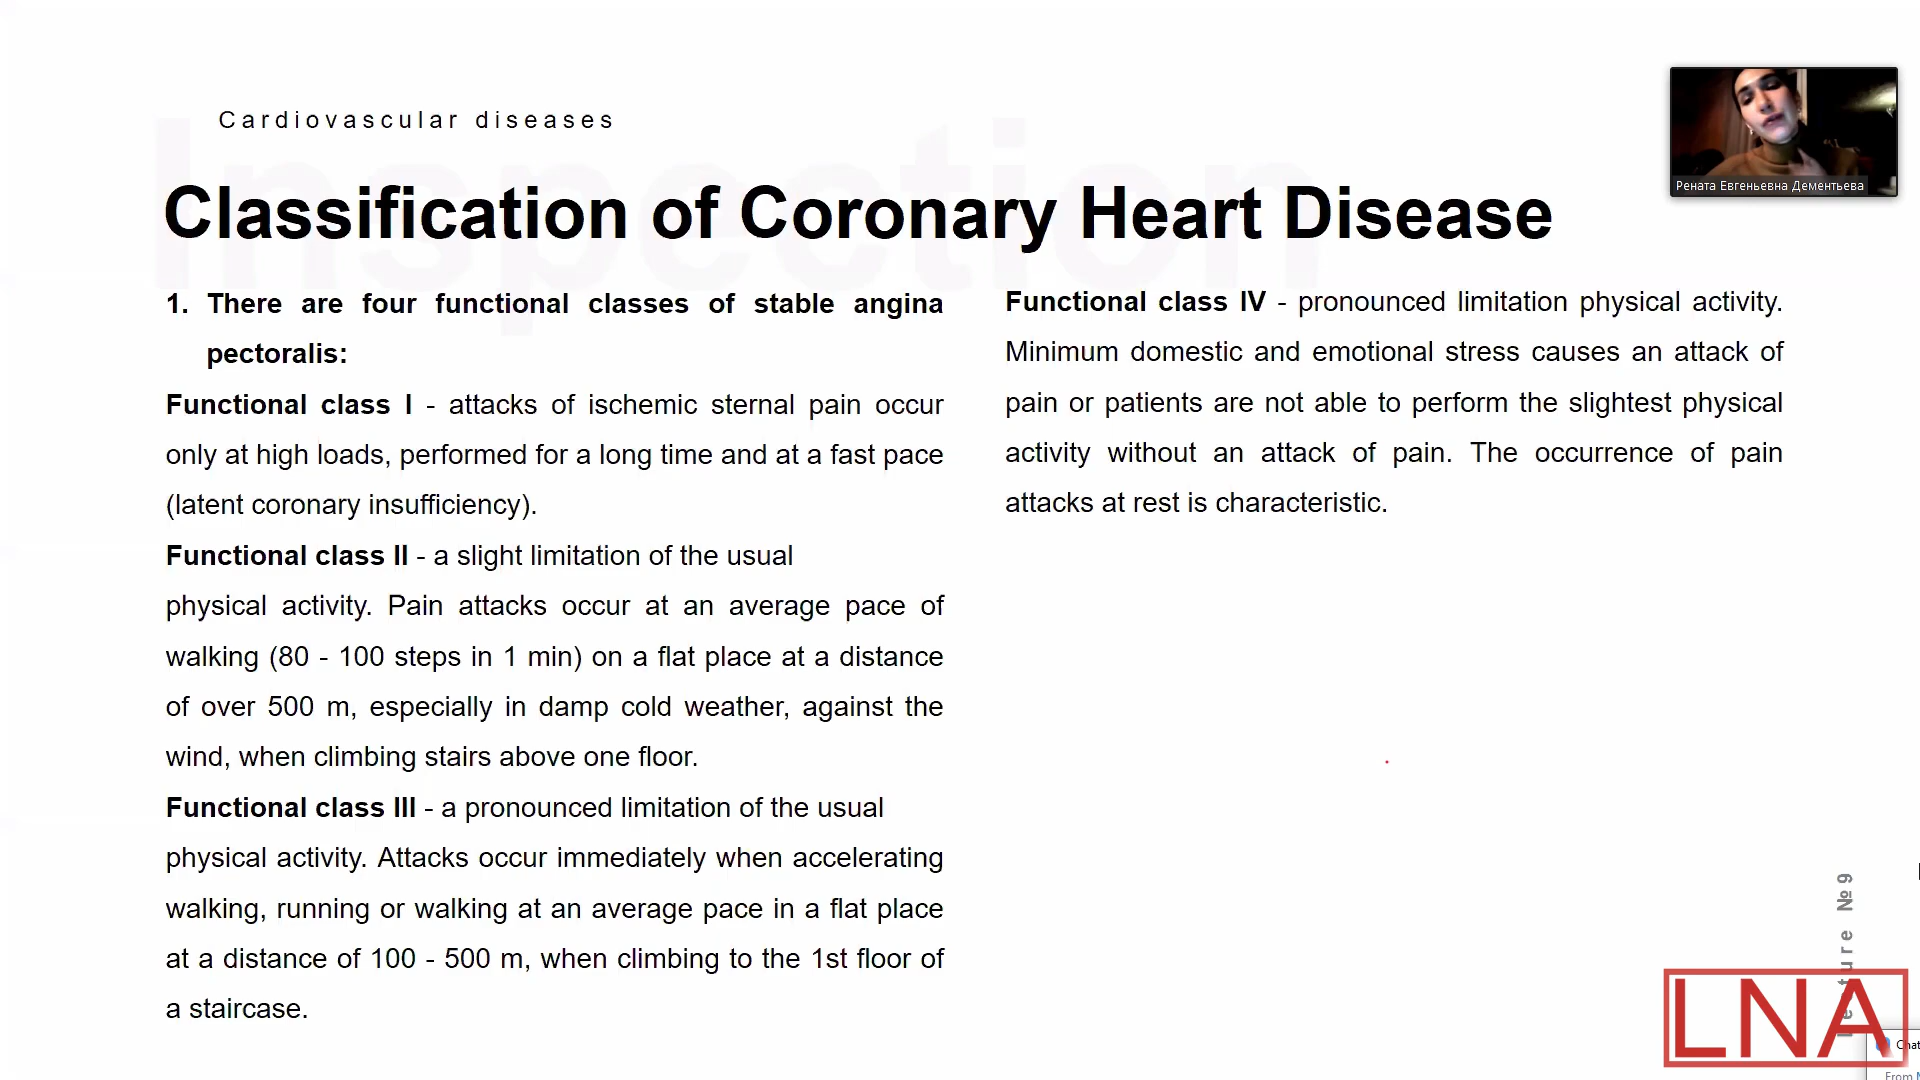 Cardiovascular diseases
Inspection
Classification of Coronary Heart Disease
1. There are four functional classes of stable angina
pectoralis:
Functional class I - attacks of ischemic sternal pain occur
only at high loads, performed for a long time and at a fast pace
(latent coronary insufficiency).
Functional class II - a slight limitation of the usual
physical activity. Pain attacks occur at an average pace of
walking (80 - 100 steps in 1 min) on a flat place at a distance
of over 500 m, especially in damp cold weather, against the
wind, when climbing stairs above one floor.
Functional class III - a pronounced limitation of the usual
physical activity. Attacks occur immediately when accelerating
walking, running or walking at an average pace in a flat place
at a distance of 100 - 500 m, when climbing to the 1st floor of
a staircase.
Functional class IV - pronounced limitation physical activity.
Minimum domestic and emotional stress causes an attack of
pain or patients are not able to perform the slightest physical
activity without an attack of pain. The occurrence of pain
attacks at rest is characteristic.
Рената Евгеньевна Дементьева
Lecture №9
LNA
Chat
From